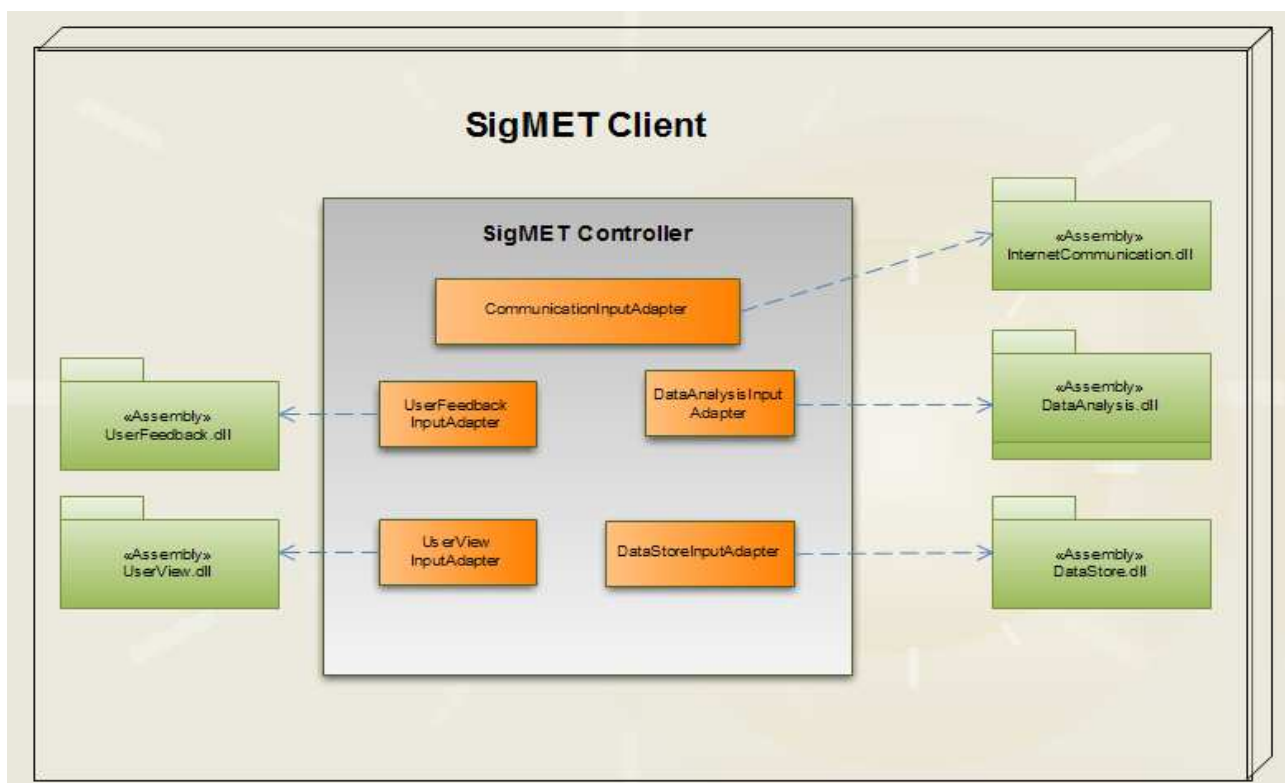 SigMET Client
SigMET Controller
«Assembly»
InternetCommunication.dll
CommunicationInputAdapter
«Assembly»
UserFeedback.dll
UserFeedback
InputAdapter
DataAnalysisInput
Adapter
«Assembly»
DataAnalysis.dll
«Assembly»
UserView.dll
UserView
InputAdapter
DataStoreInputAdapter
«Assembly»
DataStore.dll